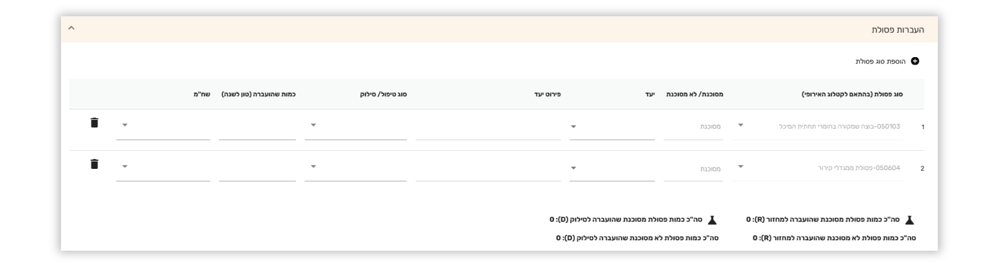 העברות פסולת
הוספת סוג פסולת
סוג פסולת (בהתאם לקטלוג האירופי) מסוכנת/ לא מסוכנת יעד פירוט יעד סוג טיפול/ סילוק כמות שהועברה (טון לשנה) שח"מ
1 050103-בוצה שמקורה בחומרי תחתית המיכל מסוכנת
2 050604-פסולת ממגדלי קירור מסוכנת
סה"כ כמות פסולת מסוכנת שהועברה למחזור (R): 0 סה"כ כמות פסולת מסוכנת שהועברה לסילוק (D): 0
סה"כ כמות פסולת לא מסוכנת שהועברה למחזור (R): 0 סה"כ כמות פסולת לא מסוכנת שהועברה לסילוק (D): 0